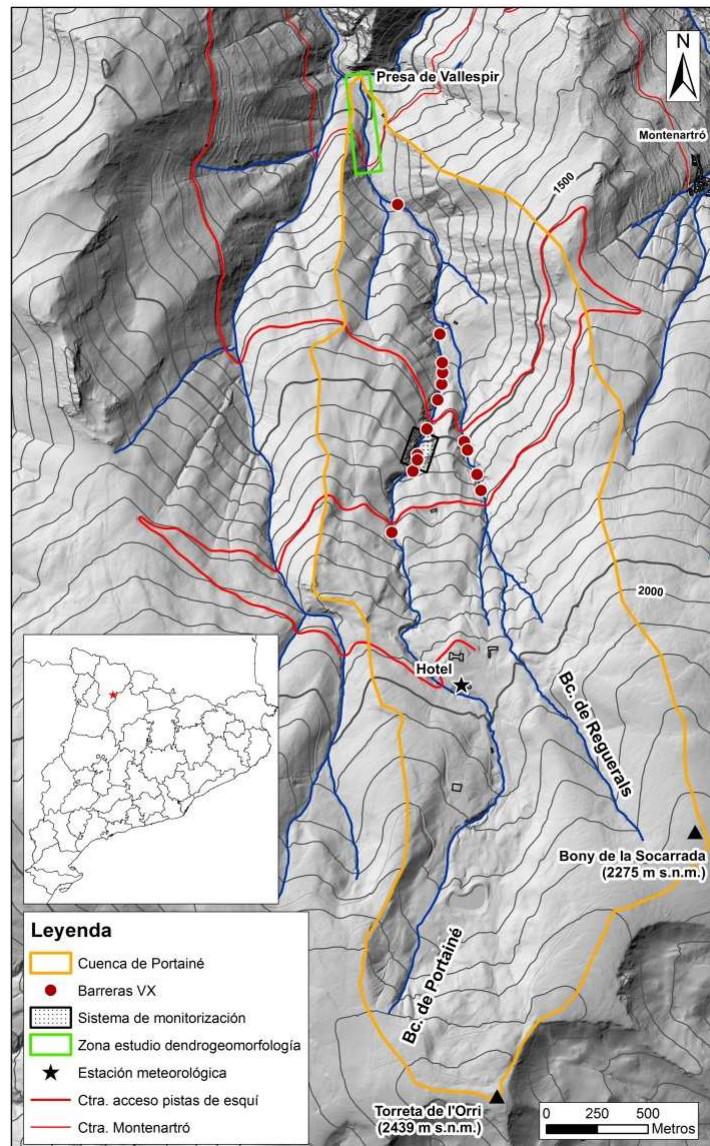 N
Presa de Vallespir
Montenartró
1500
2000
Hotel
Bc. de Reguerals
Bony de la Socarrada
(2275 m s.n.m.)
Bc. de Portainé
Torreta de l'Orri
(2439 m s.n.m.)
Leyenda
Cuenca de Portainé
Barreras VX
Sistema de monitorización
Zona estudio dendrogeomorfología
Estación meteorológica
Ctra. acceso pistas de esquí
Ctra. Montenartró
0 250 500
Metros